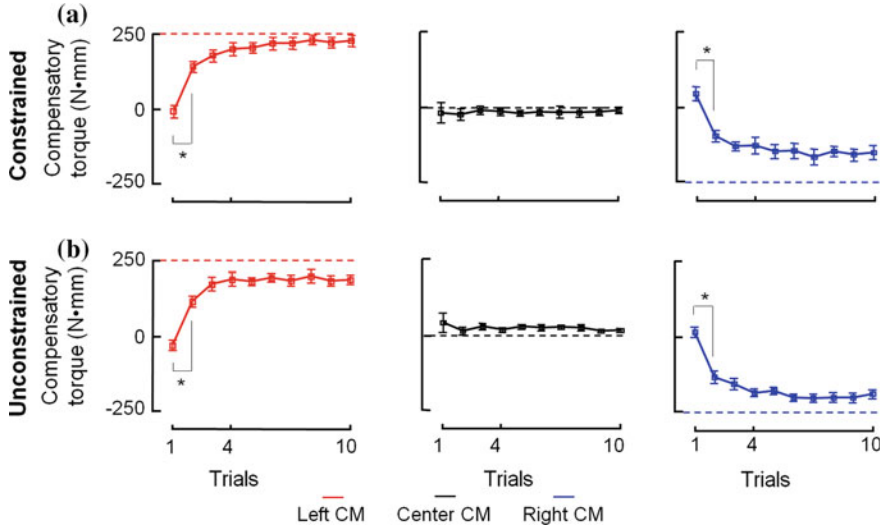 (a)
Constrained
Compensatory
torque (N•mm)
250
0
-250
*
*
(b)
Unconstrained
Compensatory
torque (N•mm)
250
0
-250
*
*
1 4 10
1 4 10
1 4 10
Trials Trials Trials
Left CM Center CM Right CM